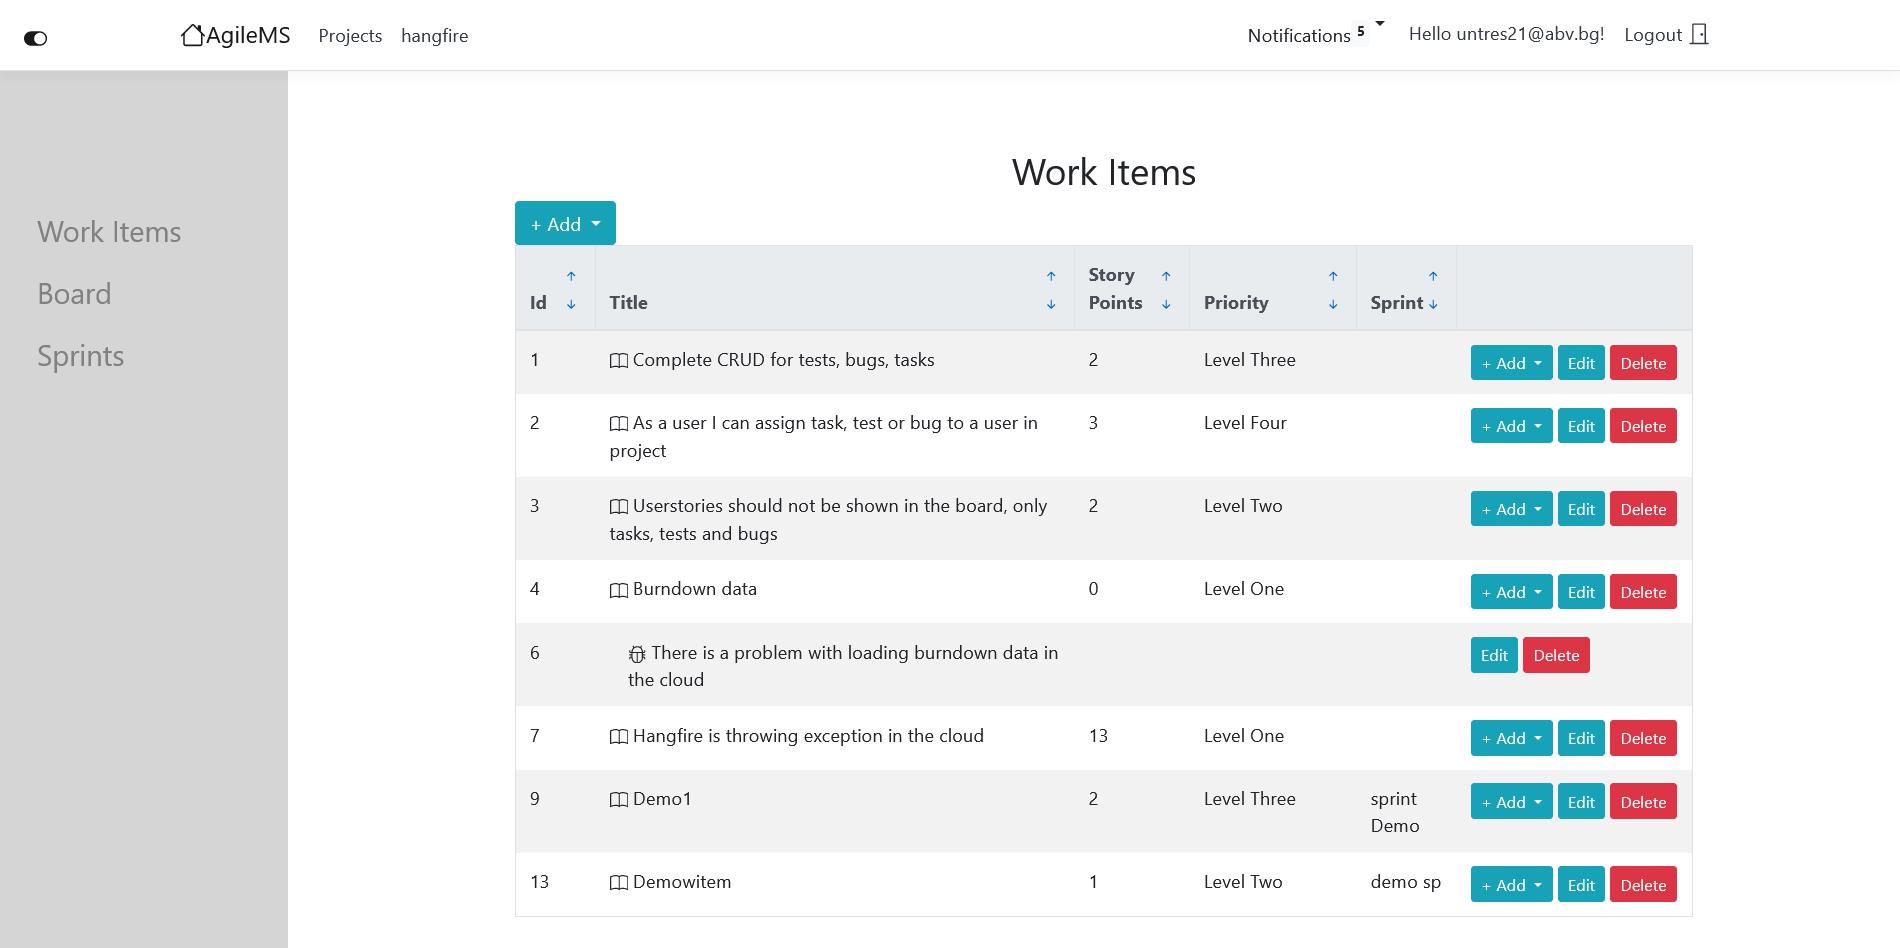 AgileMS Projects hangfire Notifications 5 Hello untres21@abv.bg! Logout
Work Items
Board
Sprints
Work Items
+ Add
Id ↑ ↓ Title ↑ ↓ Story Points ↑ ↓ Priority ↑ ↓ Sprint ↑ ↓
1 Complete CRUD for tests, bugs, tasks 2 Level Three + Add Edit Delete
2 As a user I can assign task, test or bug to a user in 3 Level Four + Add Edit Delete
project
3 Userstories should not be shown in the board, only 2 Level Two + Add Edit Delete
tasks, tests and bugs
4 Burndown data 0 Level One + Add Edit Delete
6 There is a problem with loading burndown data in Edit Delete
the cloud
7 Hangfire is throwing exception in the cloud 13 Level One + Add Edit Delete
9 Demo1 2 Level Three sprint + Add Edit Delete
Demo
13 Demowitem 1 Level Two demo sp + Add Edit Delete